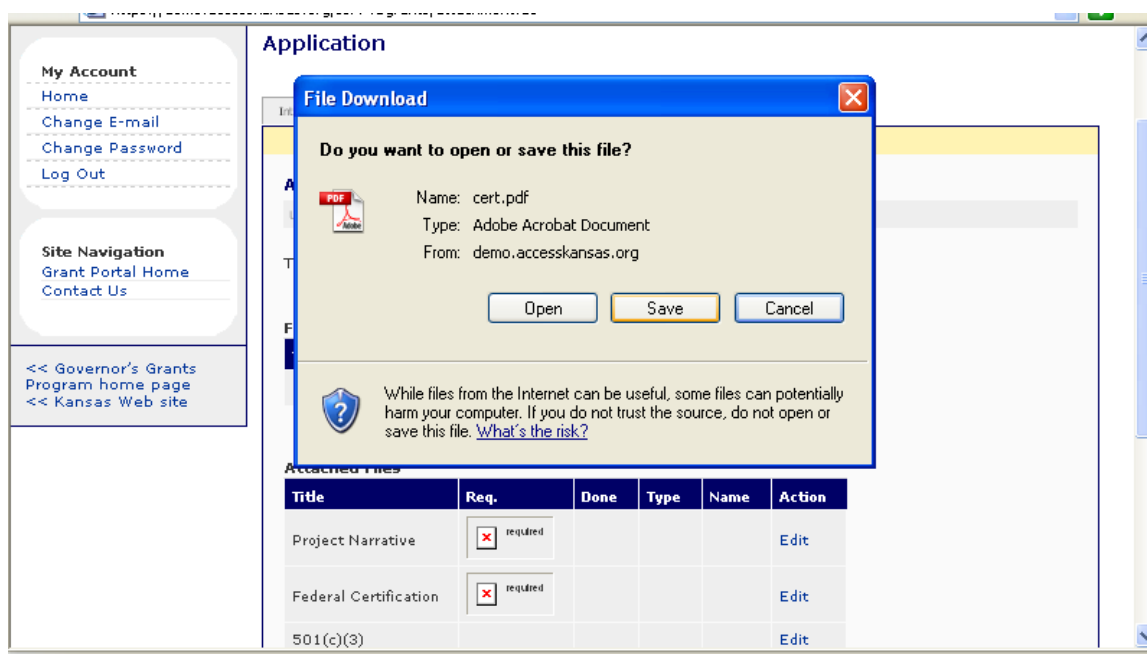 Application
My Account
Home
Change E-mail
Change Password
Log Out
Site Navigation
Grant Portal Home
Contact Us
<< Governor's Grants
Program home page
<< Kansas Web site
File Download
Do you want to open or save this file?
PDF
Adobe
Name: cert.pdf
Type: Adobe Acrobat Document
From: demo.accesskansas.org
Open Save Cancel
While files from the Internet can be useful, some files can potentially
harm your computer. If you do not trust the source, do not open or
save this file. What's the risk?
Attached Files
Title Req. Done Type Name Action
Project Narrative required Edit
Federal Certification required Edit
501(c)(3) Edit